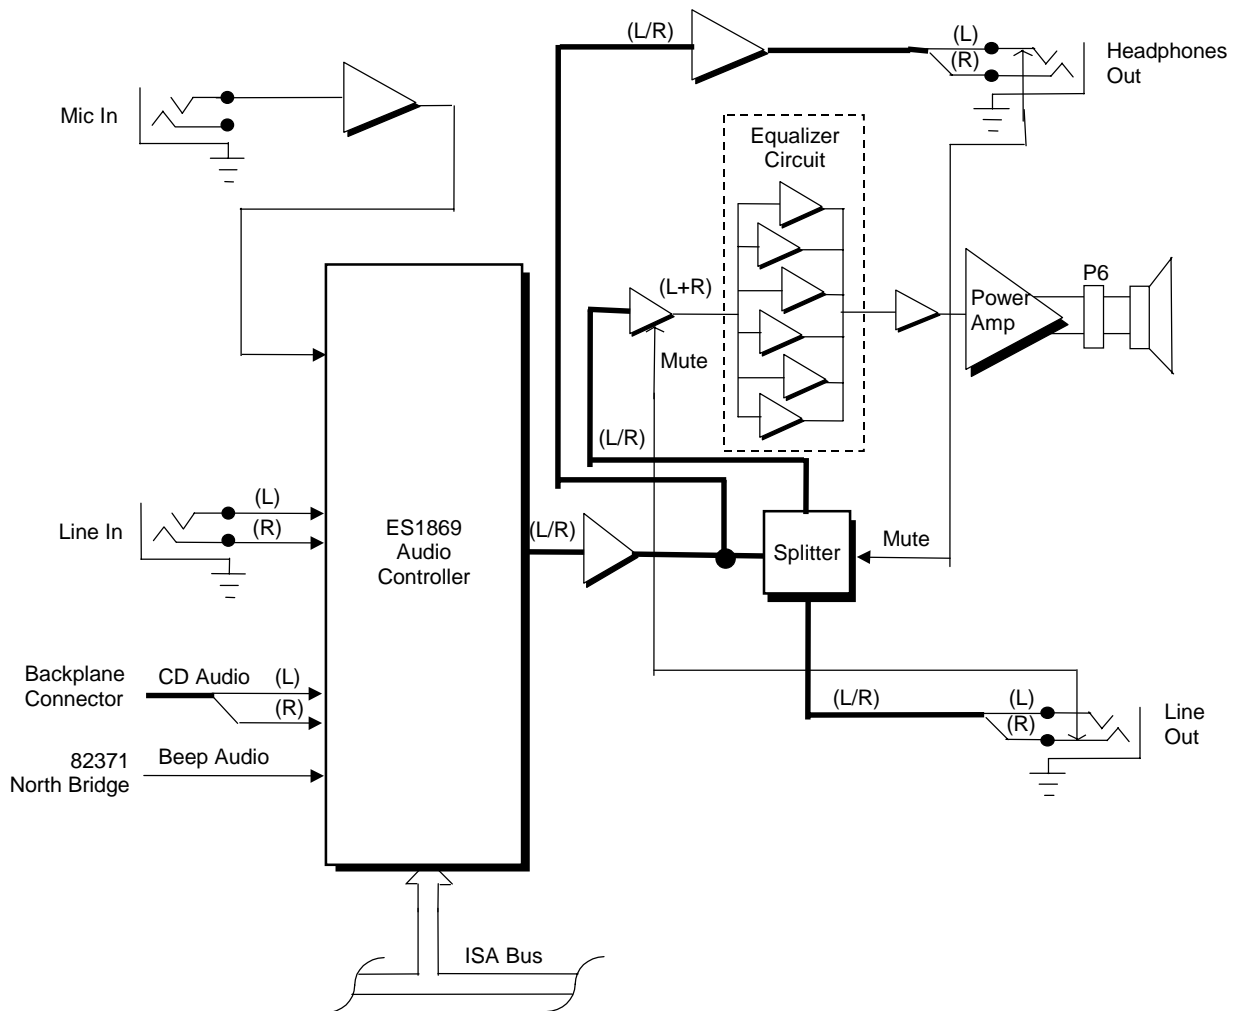 (L/R)
(L)
(R)
Headphones
Out
Mic In
Equalizer
Circuit
(L+R)
Mute
Power
Amp
P6
(L/R)
Line In
(L)
(R)
ES1869
Audio
Controller
(L/R)
Splitter
Mute
Backplane
Connector
CD Audio
(L)
(R)
(L/R)
(L)
(R)
Line
Out
82371
North Bridge
Beep Audio
ISA Bus